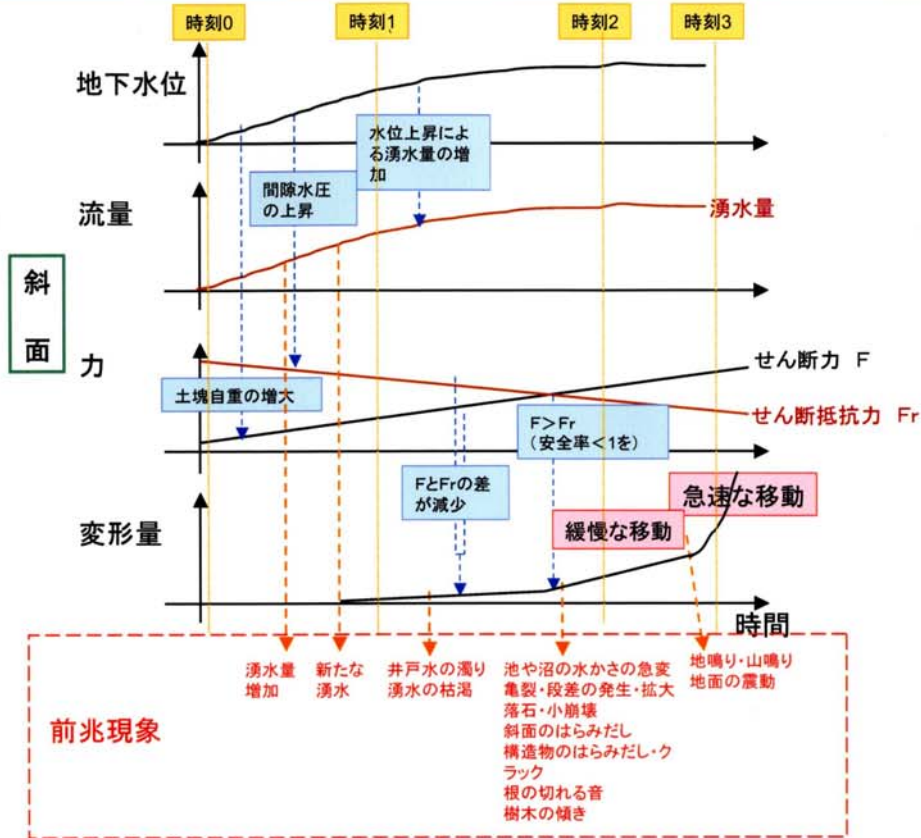 時刻0
時刻1
時刻2
時刻3
地下水位
水位上昇によ
る湧水量の増
加
間隙水圧
の上昇
流量
湧水量
斜
面
力
せん断力 F
土塊自重の増大
せん断抵抗力 Fr
F>Fr
(安全率<1を)
FとFrの差
が減少
急速な移動
緩慢な移動
変形量
時間
前兆現象
湧水量
増加
新たな
湧水
井戸水の濁り
湧水の枯渇
池や沼の水かさの急変
亀裂・段差の発生・拡大
落石・小崩壊
斜面のはらみだし
構造物のはらみだし・ク
ラック
根の切れる音
樹木の傾き
地鳴り・山鳴り
地面の震動